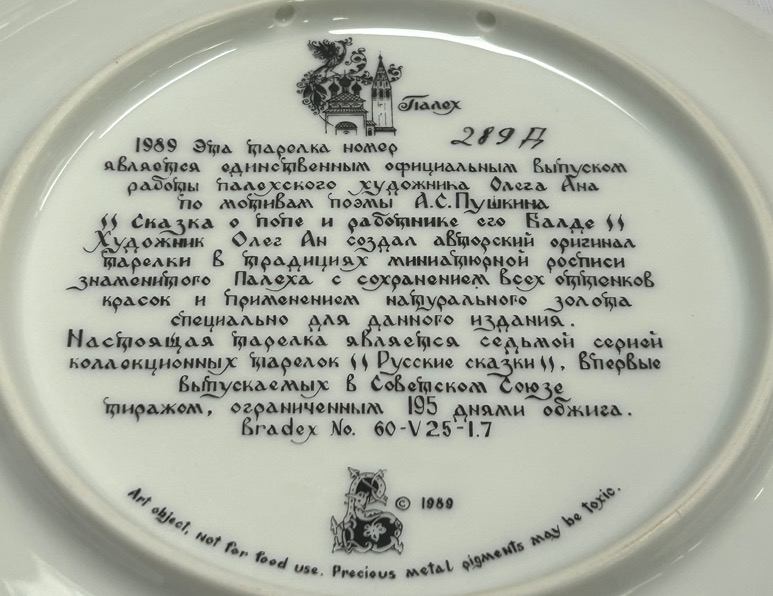 Палех
1989 Эта тарелка номер 289Д
является единственным официальным выпуском
работы палехского художника Олега Ана
по мотивам поэмы А.С.Пушкина
"Сказка о попе и работнике его Балде"
Художник Олег Ан создал авторский оригинал
тарелки в традициях миниатюрной росписи
знаменитого Палеха с сохранением всех оттенков
красок и применением натурального золота
специально для данного издания.
Настоящая тарелка является седьмой серией
коллекционных тарелок "Русские сказки", впервые
выпускаемых в Советском Союзе
тиражом, ограниченным 195 днями обжига.
Bradex No. 60-V25-1.7
© 1989
Art object, not for food use. Precious metal pigments may be toxic.